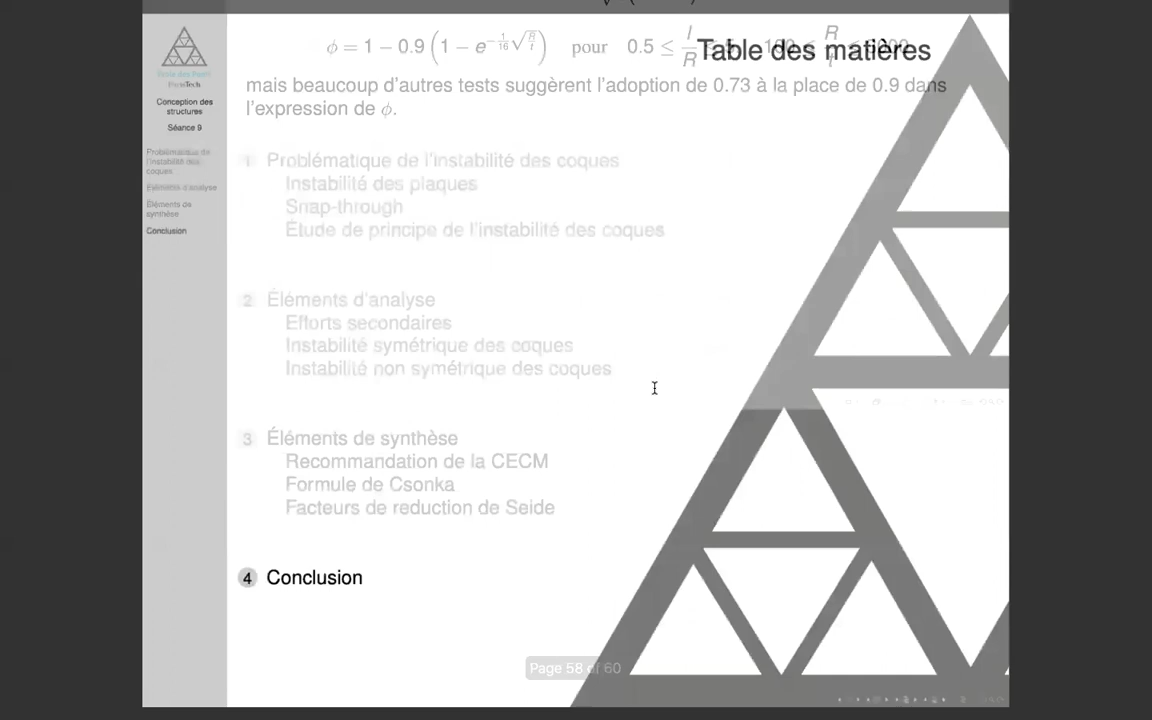 φ = 1 − 0.9 (1 − e^{−\frac{1}{16}\sqrt{\frac{R}{t}}}) pour 0.5 ≤ \frac{l}{R} ≤
Table des matières
mais beaucoup d'autres tests suggèrent l'adoption de 0.73 à la place de 0.9 dans
l'expression de φ.
ParisTech
Conception des
structures
Séance 9
Problématique de
l'instabilité des
coques
Éléments d'analyse
Éléments de
synthèse
Conclusion
1 Problématique de l'instabilité des coques
Instabilité des plaques
Snap-through
Étude de principe de l'instabilité des coques
2 Éléments d'analyse
Efforts secondaires
Instabilité symétrique des coques
Instabilité non symétrique des coques
3 Éléments de synthèse
Recommandation de la CECM
Formule de Csonka
Facteurs de reduction de Seide
4 Conclusion
Page 58 of 60